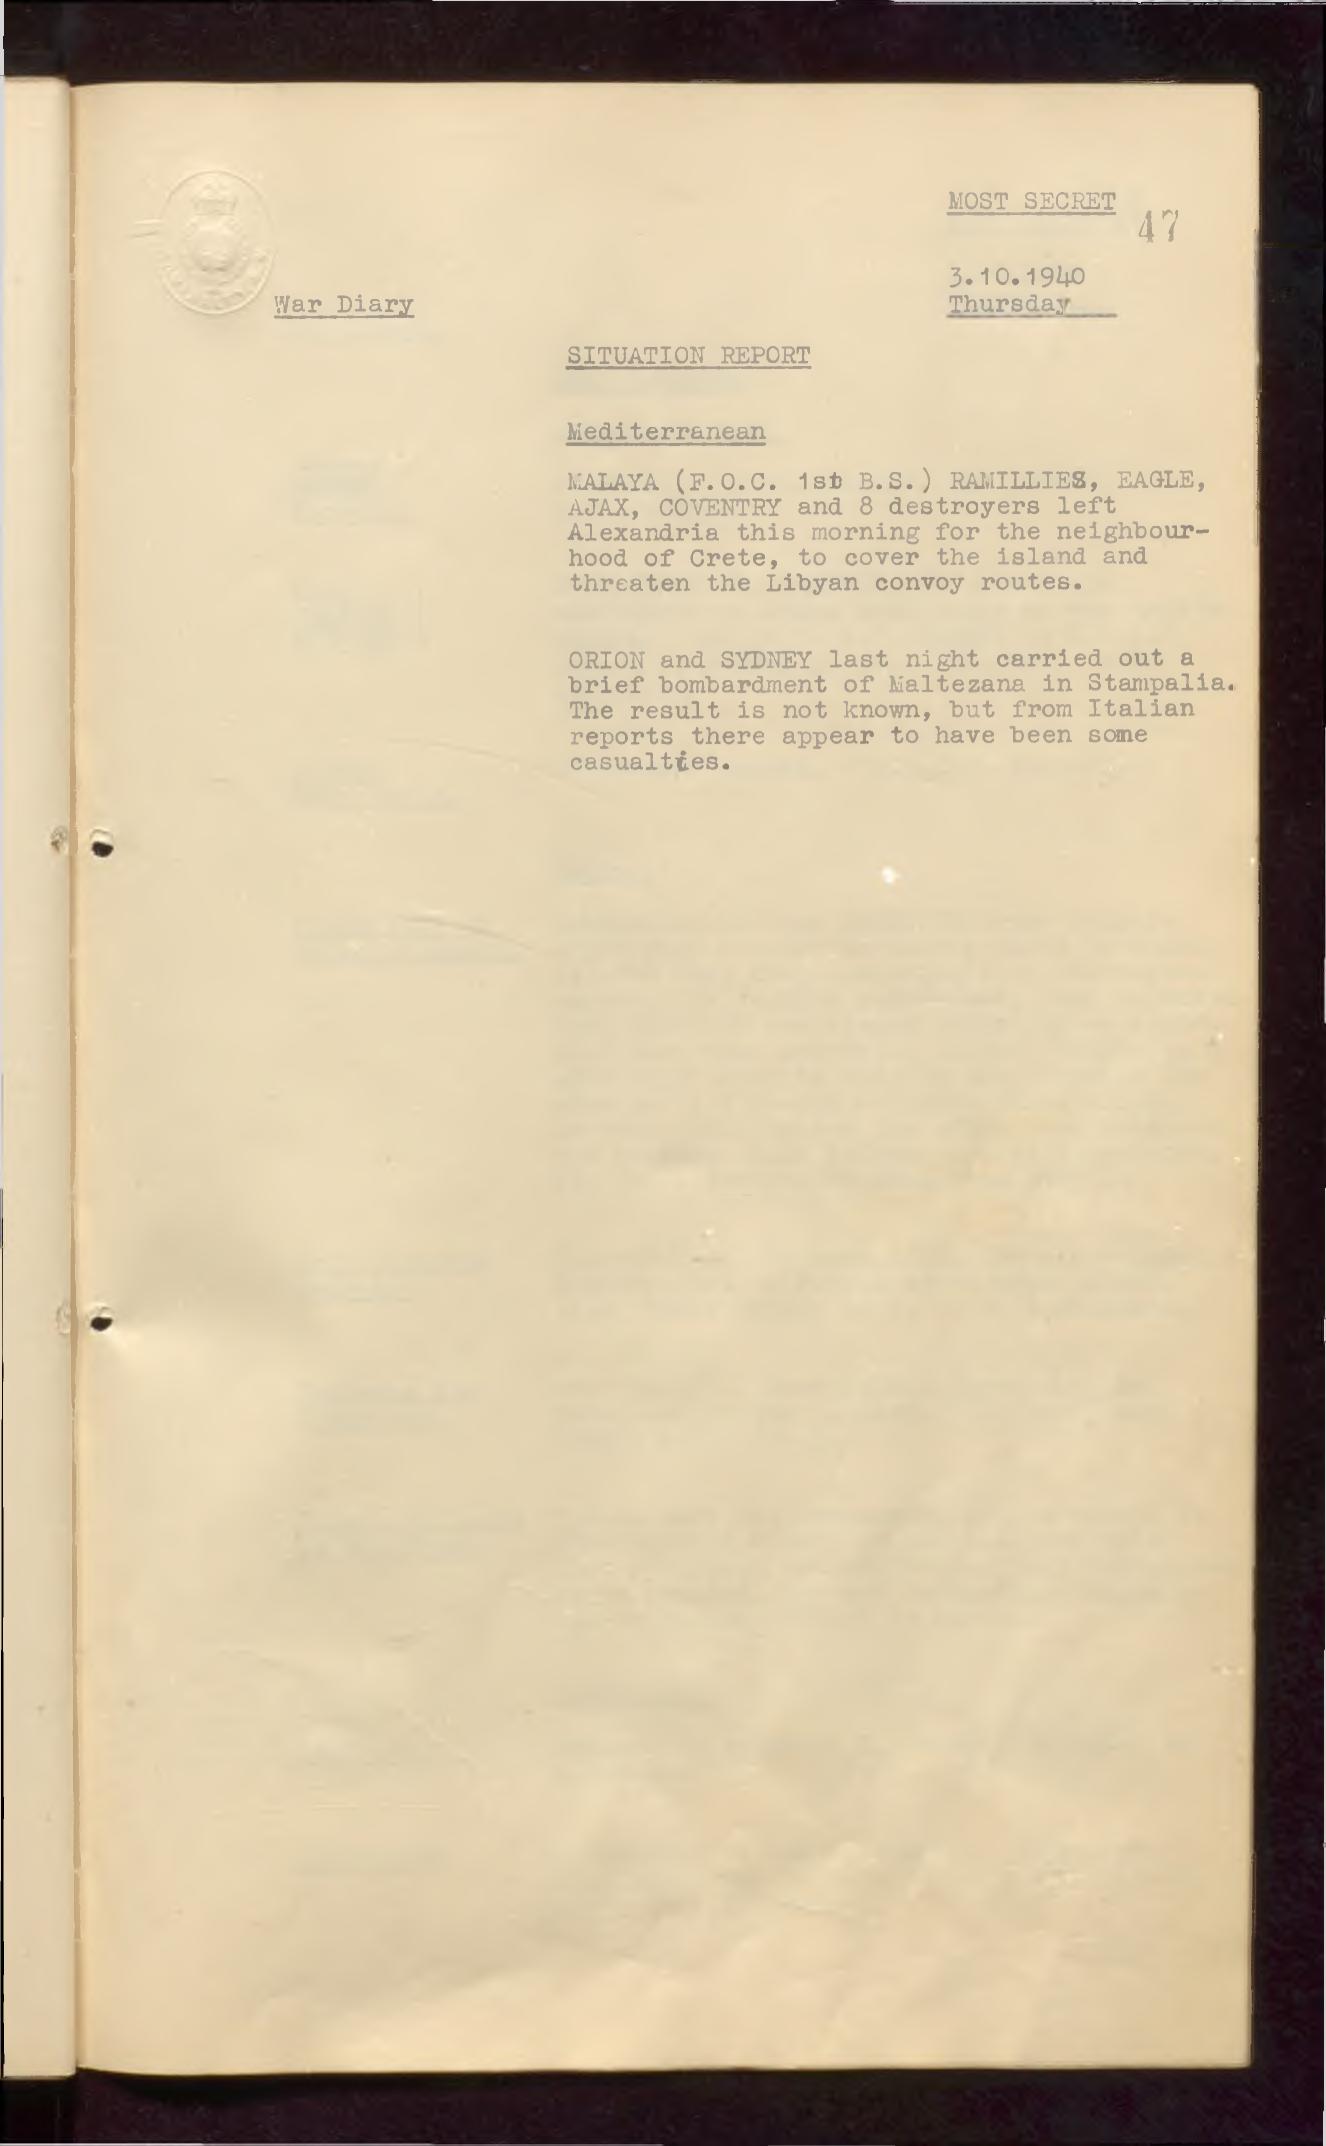 MOST SECRET
47
3.10.1940
Thursday
War Diary
SITUATION REPORT
Mediterranean
MALAYA (F.O.C. 1st B.S.) RAMILLIES, EAGLE,
AJAX, COVENTRY and 8 destroyers left
Alexandria this morning for the neighbour-
hood of Crete, to cover the island and
threaten the Libyan convoy routes.
ORION and SYDNEY last night carried out a
brief bombardment of Maltezana in Stampalia.
The result is not known, but from Italian
reports there appear to have been some
casualties.